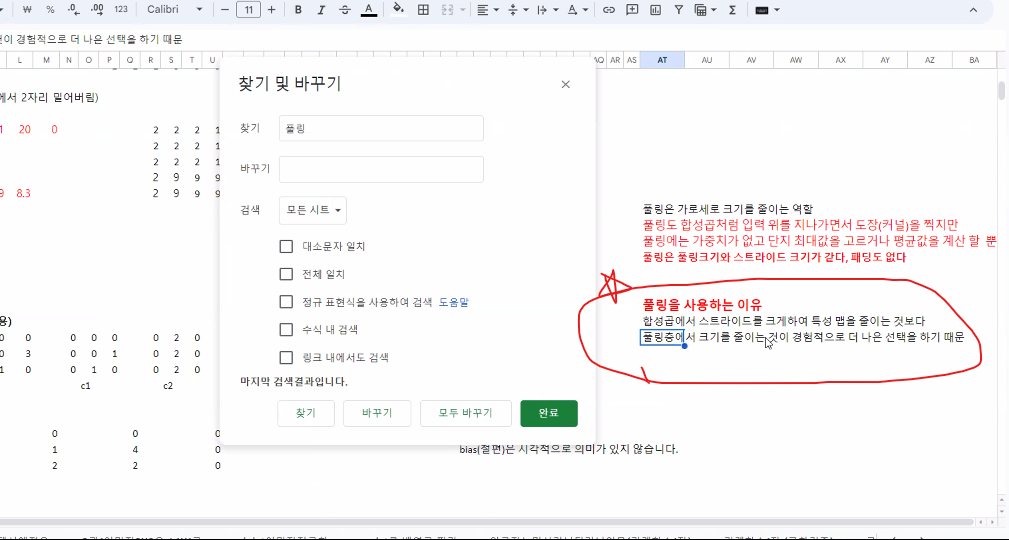 ₩ % .0 .00 123 Calibri − 11 + B I A Σ
것이 경험적으로 더 나은 선택을 하기 때문
L M N O P Q R S T U AQ AR AS AT AU AV AW AX AY AZ BA
에서 2자리 밀어버림)
찾기 및 바꾸기
찾기 풀링
바꾸기
검색 모든 시트
대소문자 일치
전체 일치
정규 표현식을 사용하여 검색 도움말
수식 내 검색
링크 내에서도 검색
마지막 검색결과입니다.
찾기 바꾸기 모두 바꾸기 완료
1 20 0 2 2 2 1
2 2 2 1
2 2 2 1
2 9 9 9
9 8.3 2 9 9 9
풀링은 가로세로 크기를 줄이는 역할
풀링도 합성곱처럼 입력 위를 지나가면서 도장(커널)을 찍지만
풀링에는 가중치가 없고 단지 최대값을 고르거나 평균값을 계산 할 뿐
풀링은 풀링크기와 스트라이드 크기가 같다, 패딩도 없다
풀링을 사용하는 이유
합성곱에서 스트라이드를 크게하여 특성 맵을 줄이는 것보다
풀링층에서 크기를 줄이는 것이 경험적으로 더 나은 선택을 하기 때문
용)
0 0 0 0 0 0 2 0
0 3 0 0 1 0 2 0
1 0 0 1 0 0 2 0
c1 c2
0 0 0
1 4 0
2 2 0
bias(절편)은 시각적으로 의미가 있지 않습니다.